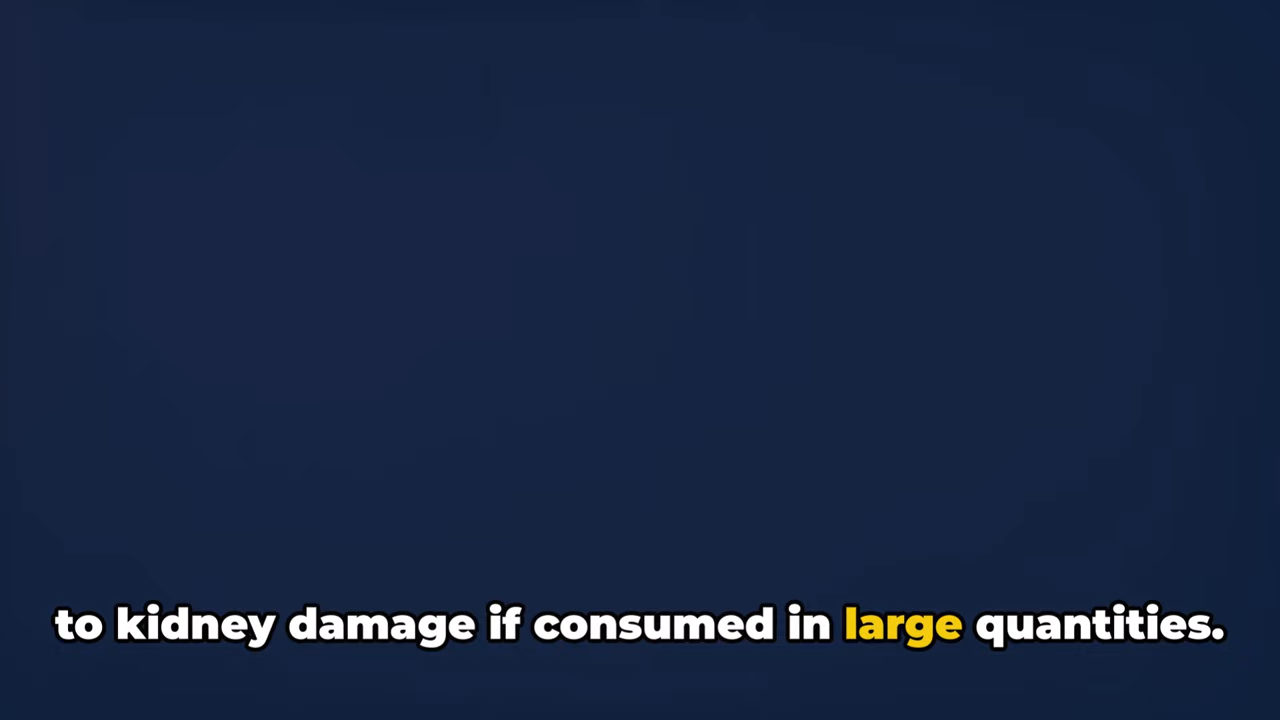 to kidney damage if consumed in large quantities.